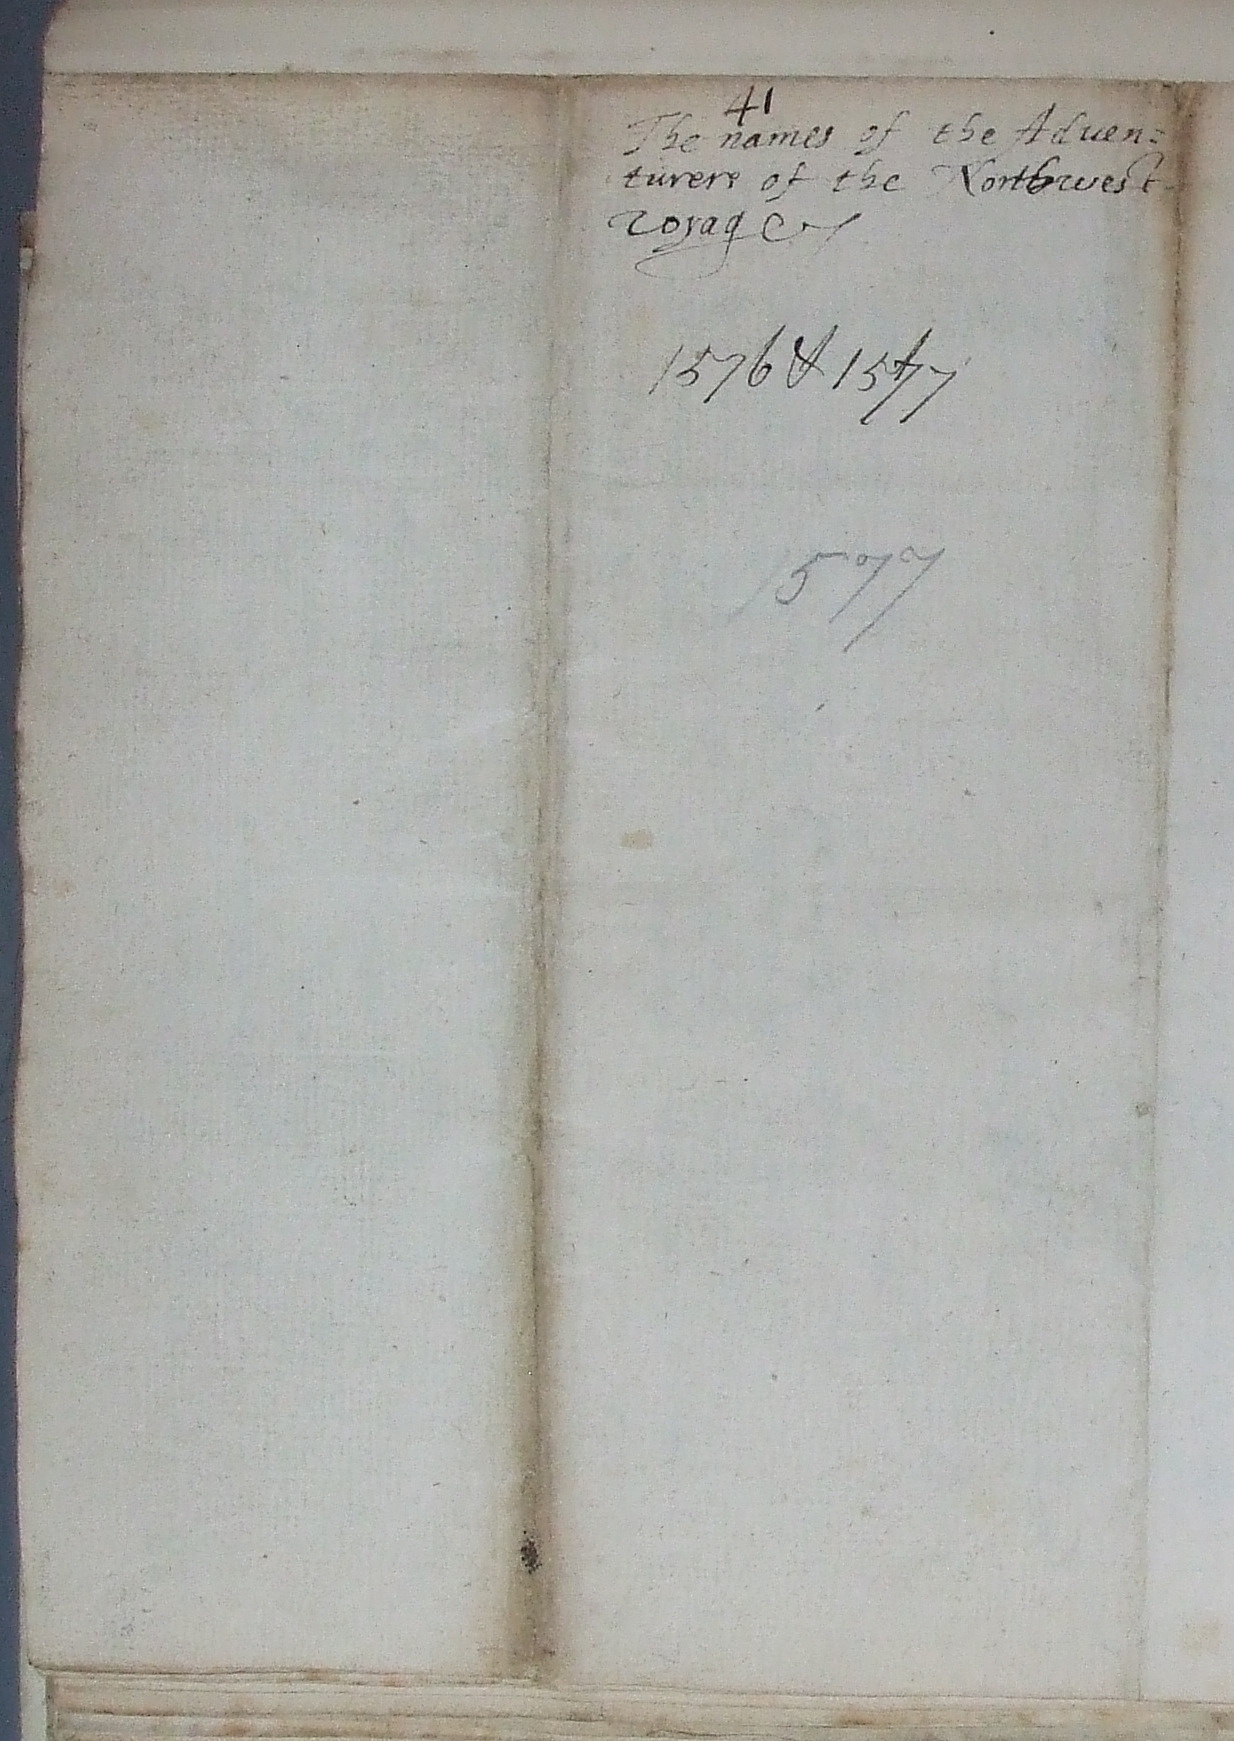 41
The names of the Aduen=
turers of the Northwest
voyage
1576 & 1577
1577